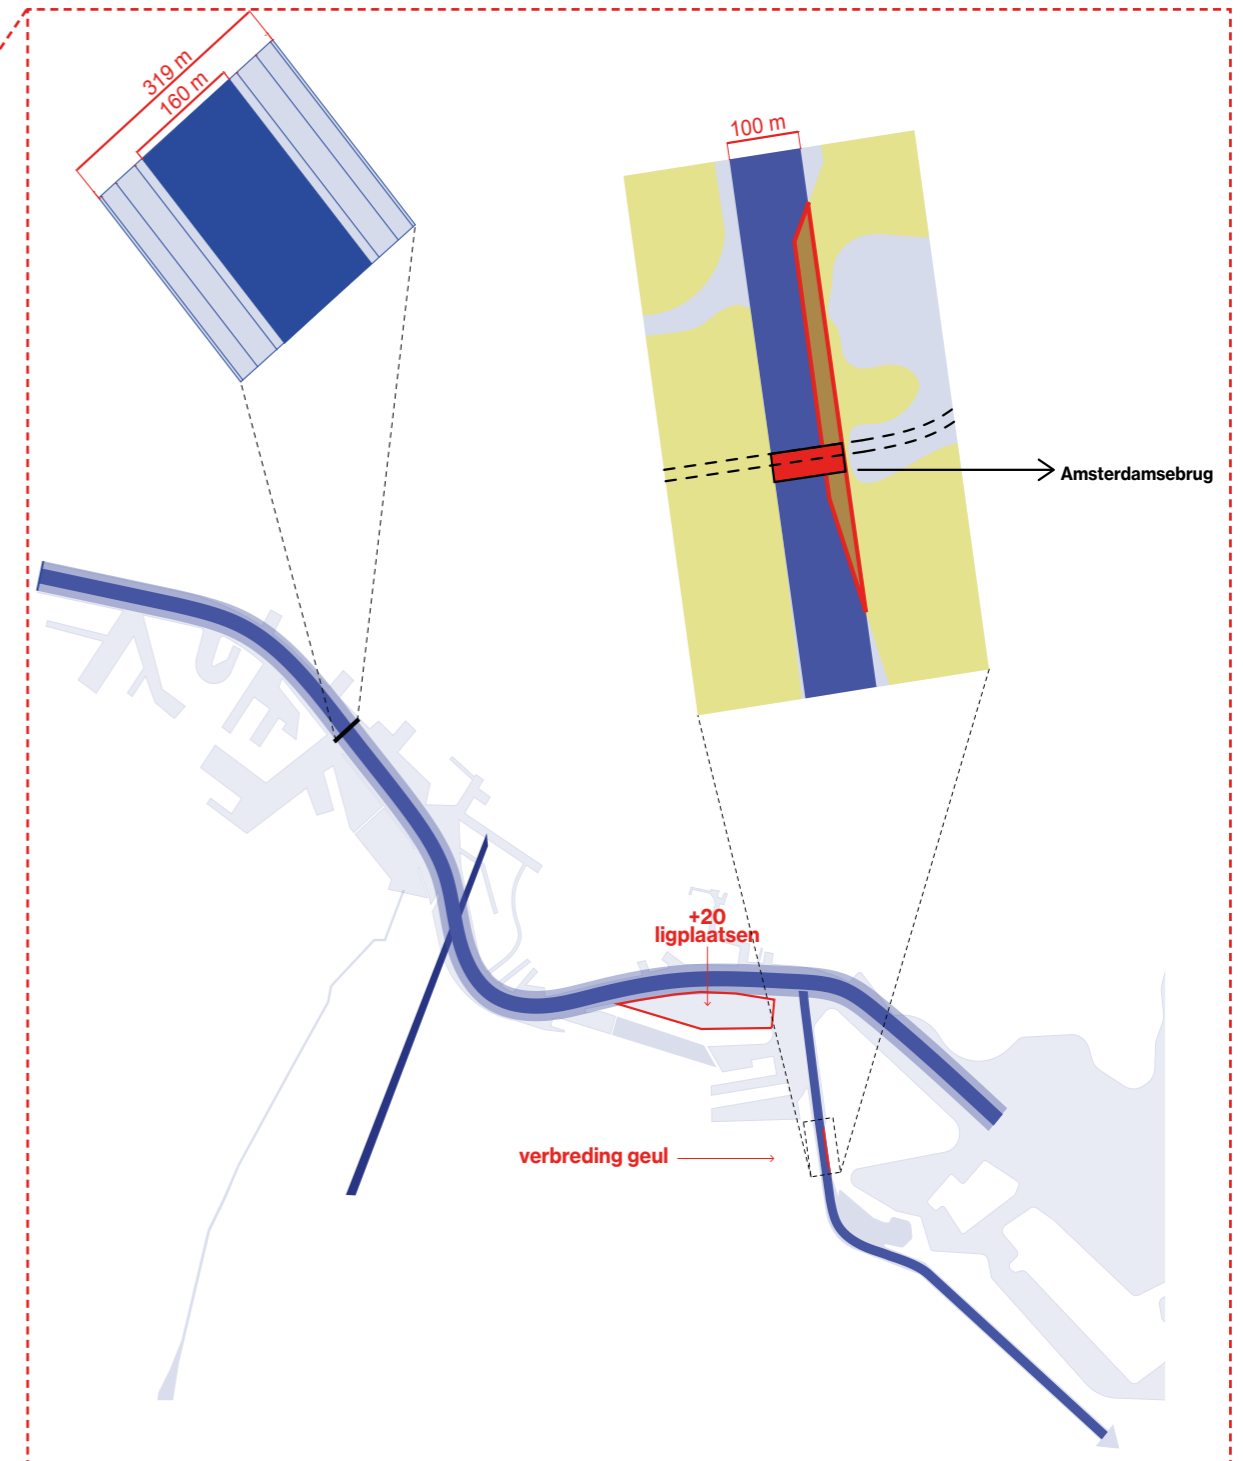 319 m
160 m
100 m
Amsterdamsebrug
+20
ligplaatsen
verbreding geul